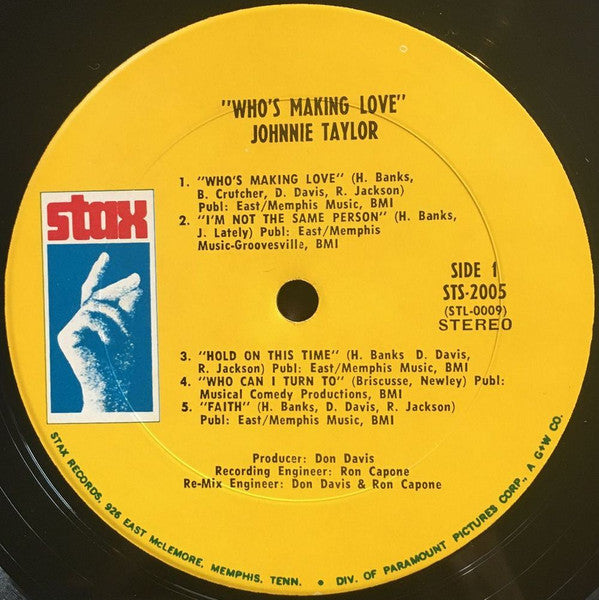 "WHO'S MAKING LOVE"
JOHNNIE TAYLOR
1. "WHO'S MAKING LOVE" (H. Banks,
B. Crutcher, D. Davis, R. Jackson)
Publ: East/Memphis Music, BMI
2. "I'M NOT THE SAME PERSON" (H. Banks,
J. Lately) Publ: East/Memphis
Music-Groovesville, BMI
stax
SIDE 1
STS-2005
(STL-0009)
STEREO
3. "HOLD ON THIS TIME" (H. Banks D. Davis,
R. Jackson) Publ: East/Memphis Music, BMI
4. "WHO CAN I TURN TO" (Briscusse, Newley) Publ:
Musical Comedy Productions, BMI
5. "FAITH" (H. Banks, D. Davis, R. Jackson)
Publ: East/Memphis Music, BMI
Producer: Don Davis
Recording Engineer: Ron Capone
Re-Mix Engineer: Don Davis & Ron Capone
STAX RECORDS, 926 EAST McLEMORE, MEMPHIS, TENN. • DIV. OF PARAMOUNT PICTURES CORP., A G+W CO.